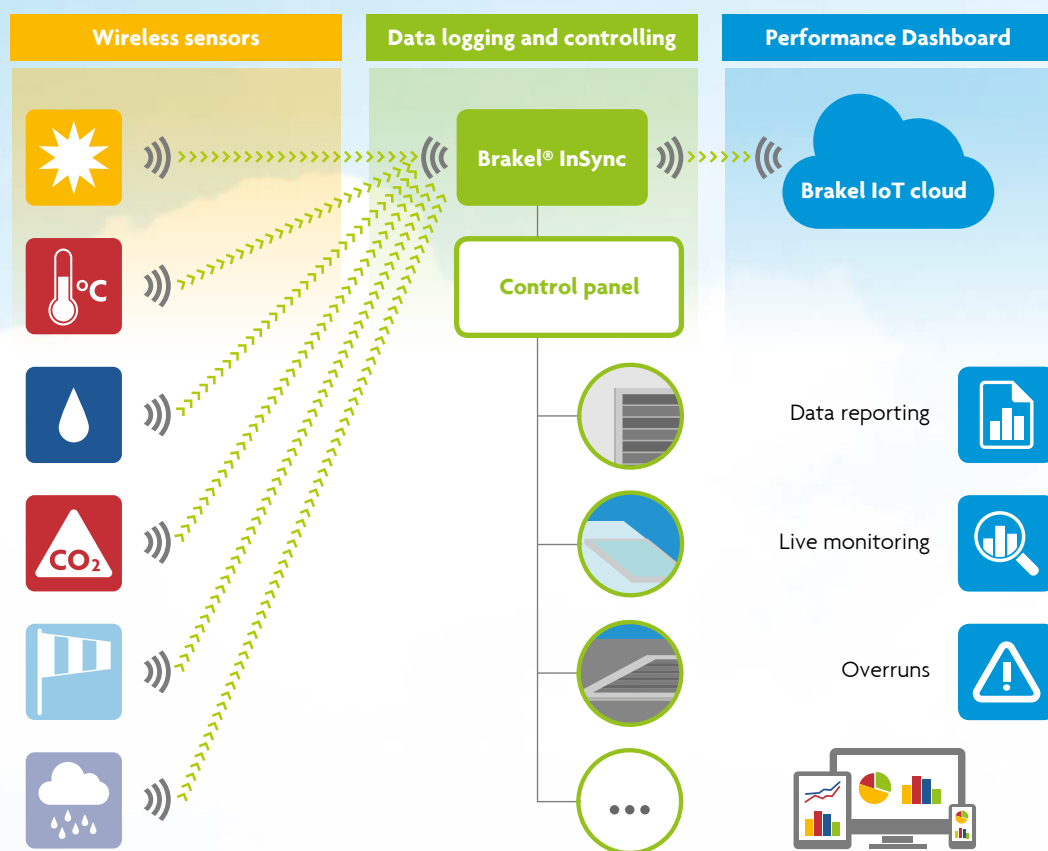 Wireless sensors
Data logging and controlling
Performance Dashboard
Brakel® InSync
Brakel IoT cloud
°C
Control panel
Data reporting
CO₂
Live monitoring
Overruns